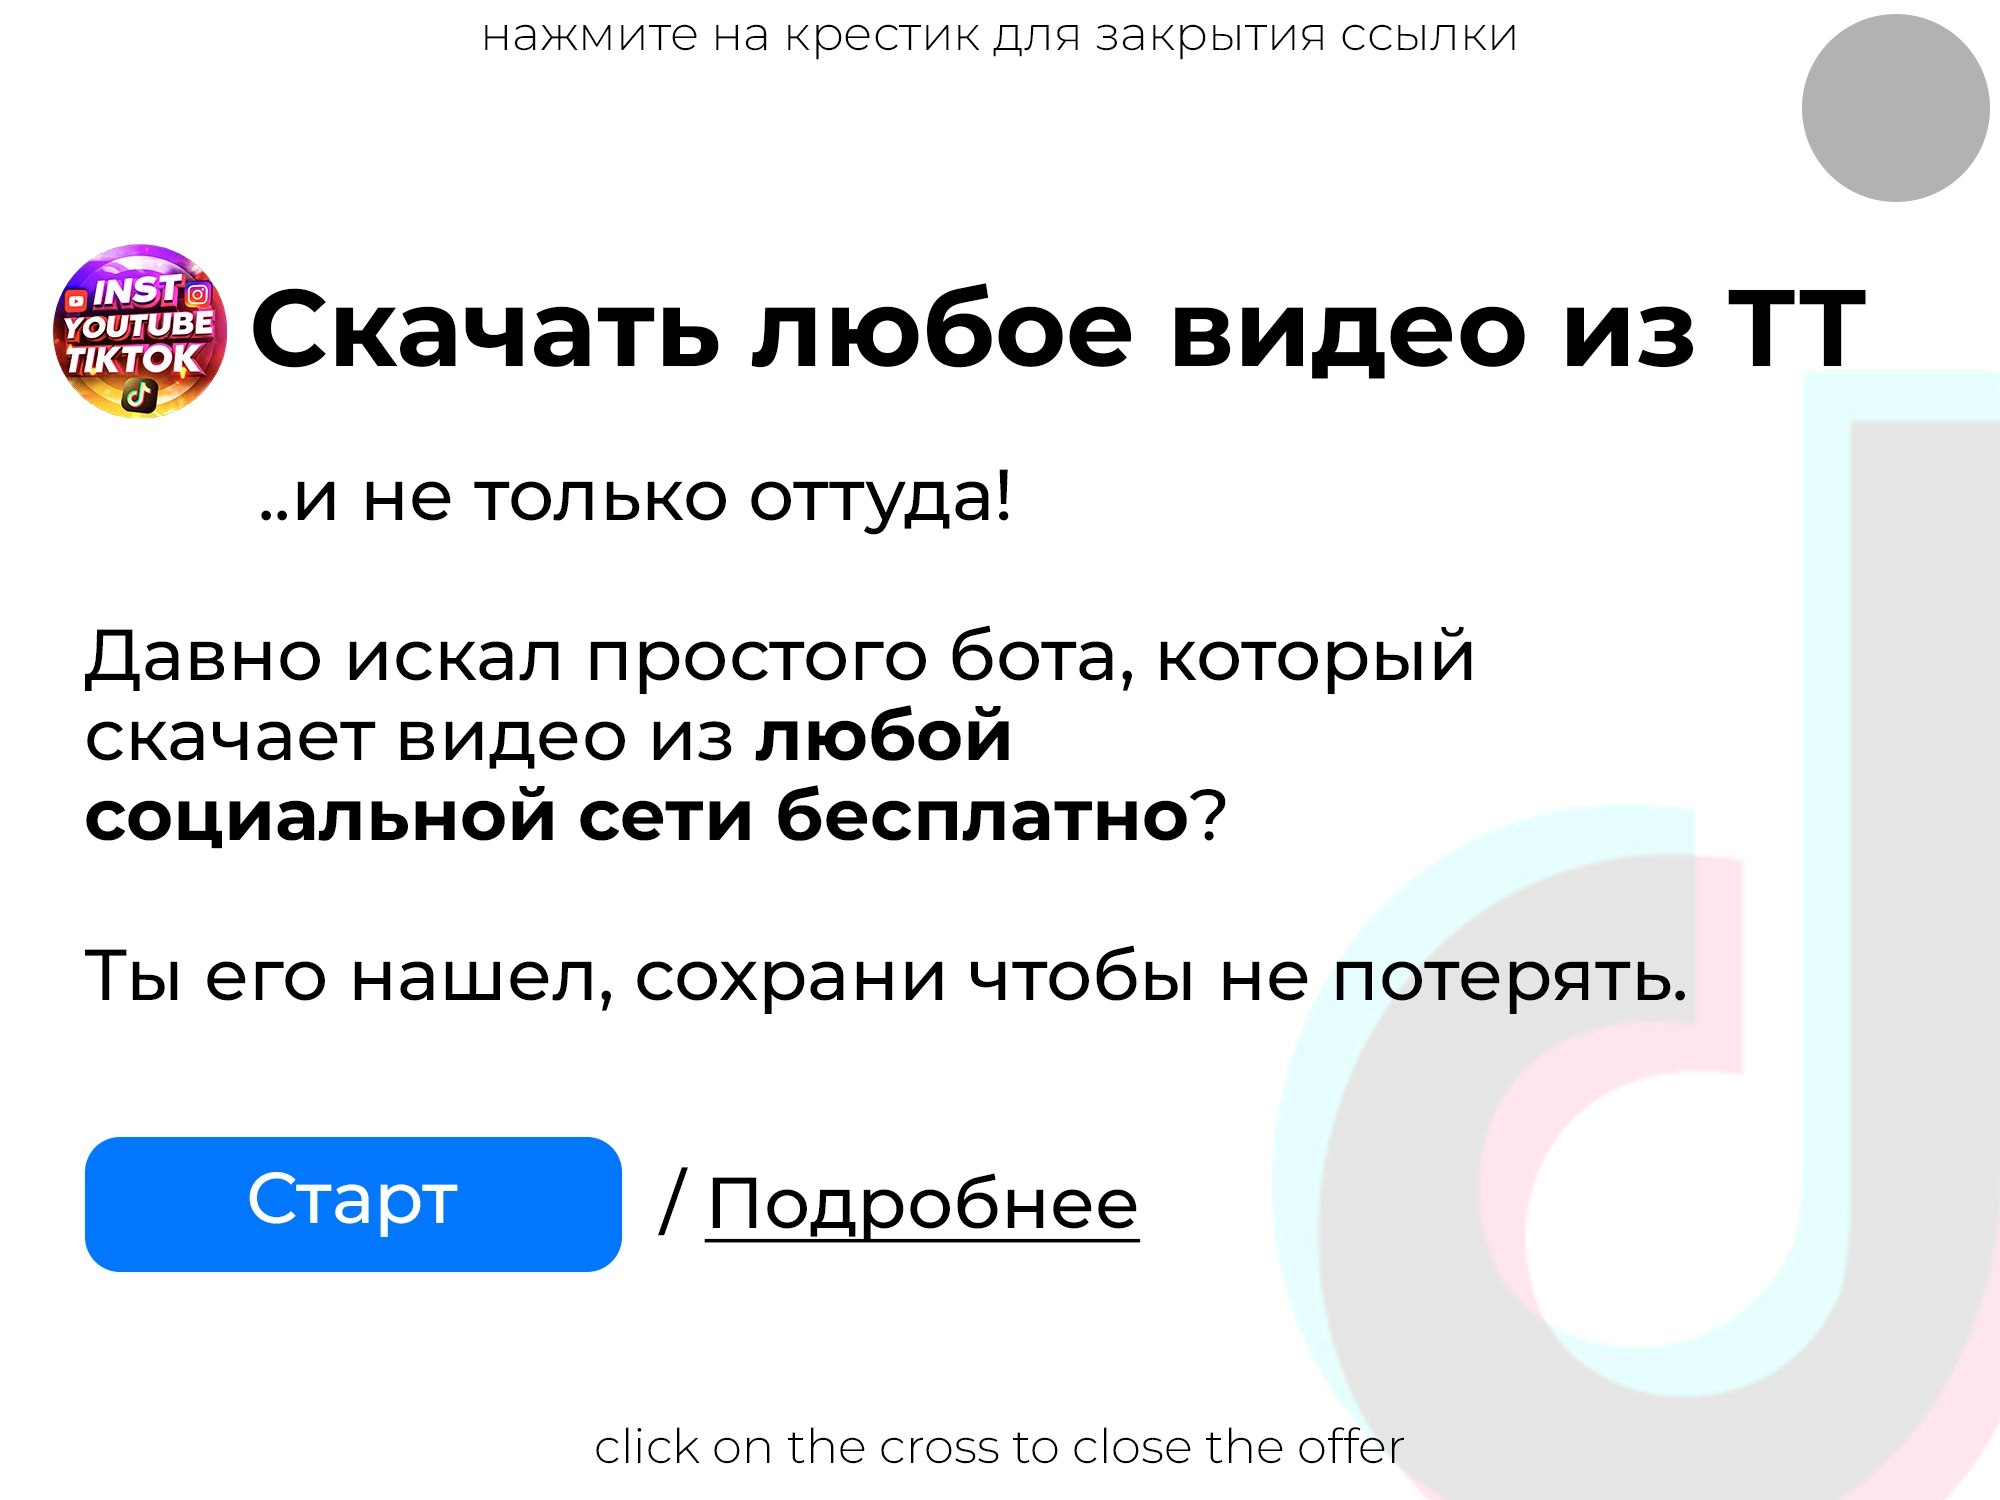 нажмите на крестик для закрытия ссылки
INST
YOUTUBE
TIKTOK
Скачать любое видео из ТТ
..и не только оттуда!
Давно искал простого бота, который
скачает видео из любой
социальной сети бесплатно?
Ты его нашел, сохрани чтобы не потерять.
Старт / Подробнее
click on the cross to close the offer